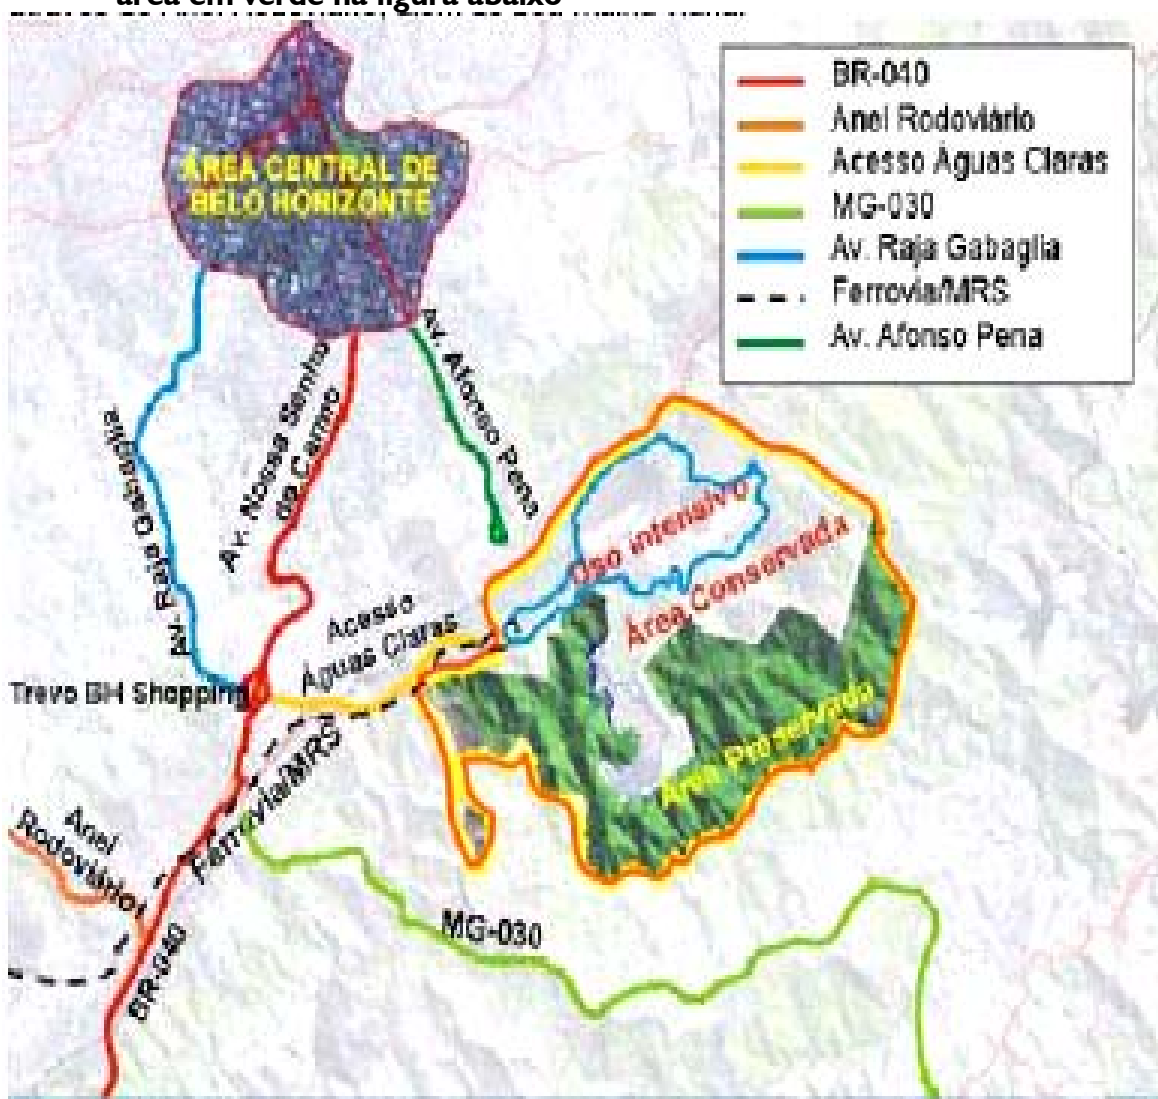 área em verde na figura abaixo
BR-040
Anel Rodoviário
Acesso Águas Claras
MG-030
Av. Raja Gabaglia
Ferrovia/MRS
Av. Afonso Pena
ÁREA CENTRAL DE
BELO HORIZONTE
Av. Afonso Pena
Av. Nossa Senhora
do Carmo
Av. Raja Gabaglia
Uso intensivo
Área Conservada
Acesso
Águas Claras
Trevo BH Shopping
Área Preservada
Ferrovia/MRS
Anel
Rodoviário
MG-030
BR-040